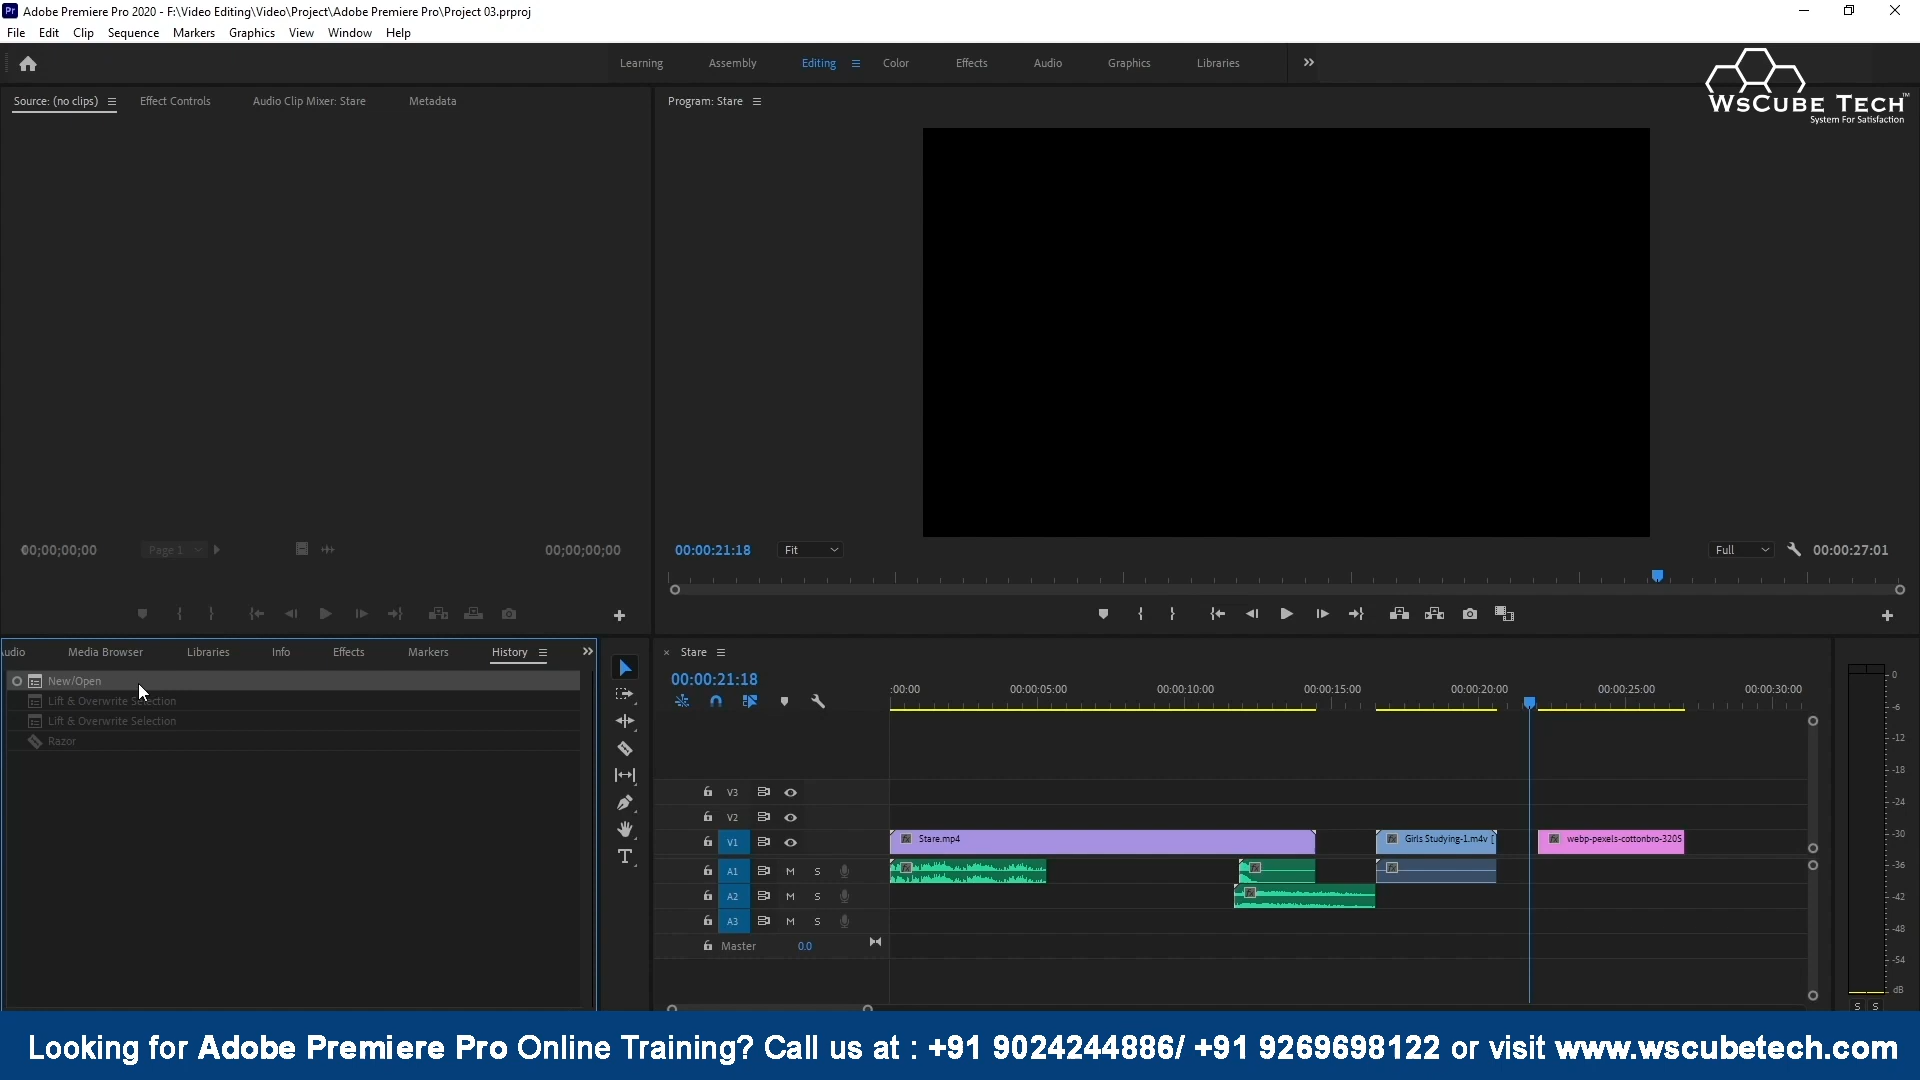 Adobe Premiere Pro 2020 - F:\Video Editing\Video\Project\Adobe Premiere Pro\Project 03.prproj
File Edit Clip Sequence Markers Graphics View Window Help
Learning Assembly Editing Color Effects Audio Graphics Libraries
WsCube Tech™
System For Satisfaction
Source: (no clips) Effect Controls Audio Clip Mixer: Stare Metadata
Program: Stare
00;00;00;00 Page 1 00;00;00;00
00:00:21:18 Fit Full 00:00:27:01
udio Media Browser Libraries Info Effects Markers History
New/Open
Lift & Overwrite Selection
Lift & Overwrite Selection
Razor
× Stare
00:00:21:18
:00:00 00:00:05:00 00:00:10:00 00:00:15:00 00:00:20:00 00:00:25:00 00:00:30:00
V3
V2
V1 Stare.mp4 Girls Studying-1.m4v [ webp-pexels-cottonbro-320S
A1 M S
A2 M S
A3 M S
Master 0.0
0
-6
-12
-18
-24
-30
-36
-42
-48
-54
dB
S S
Looking for Adobe Premiere Pro Online Training? Call us at : +91 9024244886/ +91 9269698122 or visit www.wscubetech.com